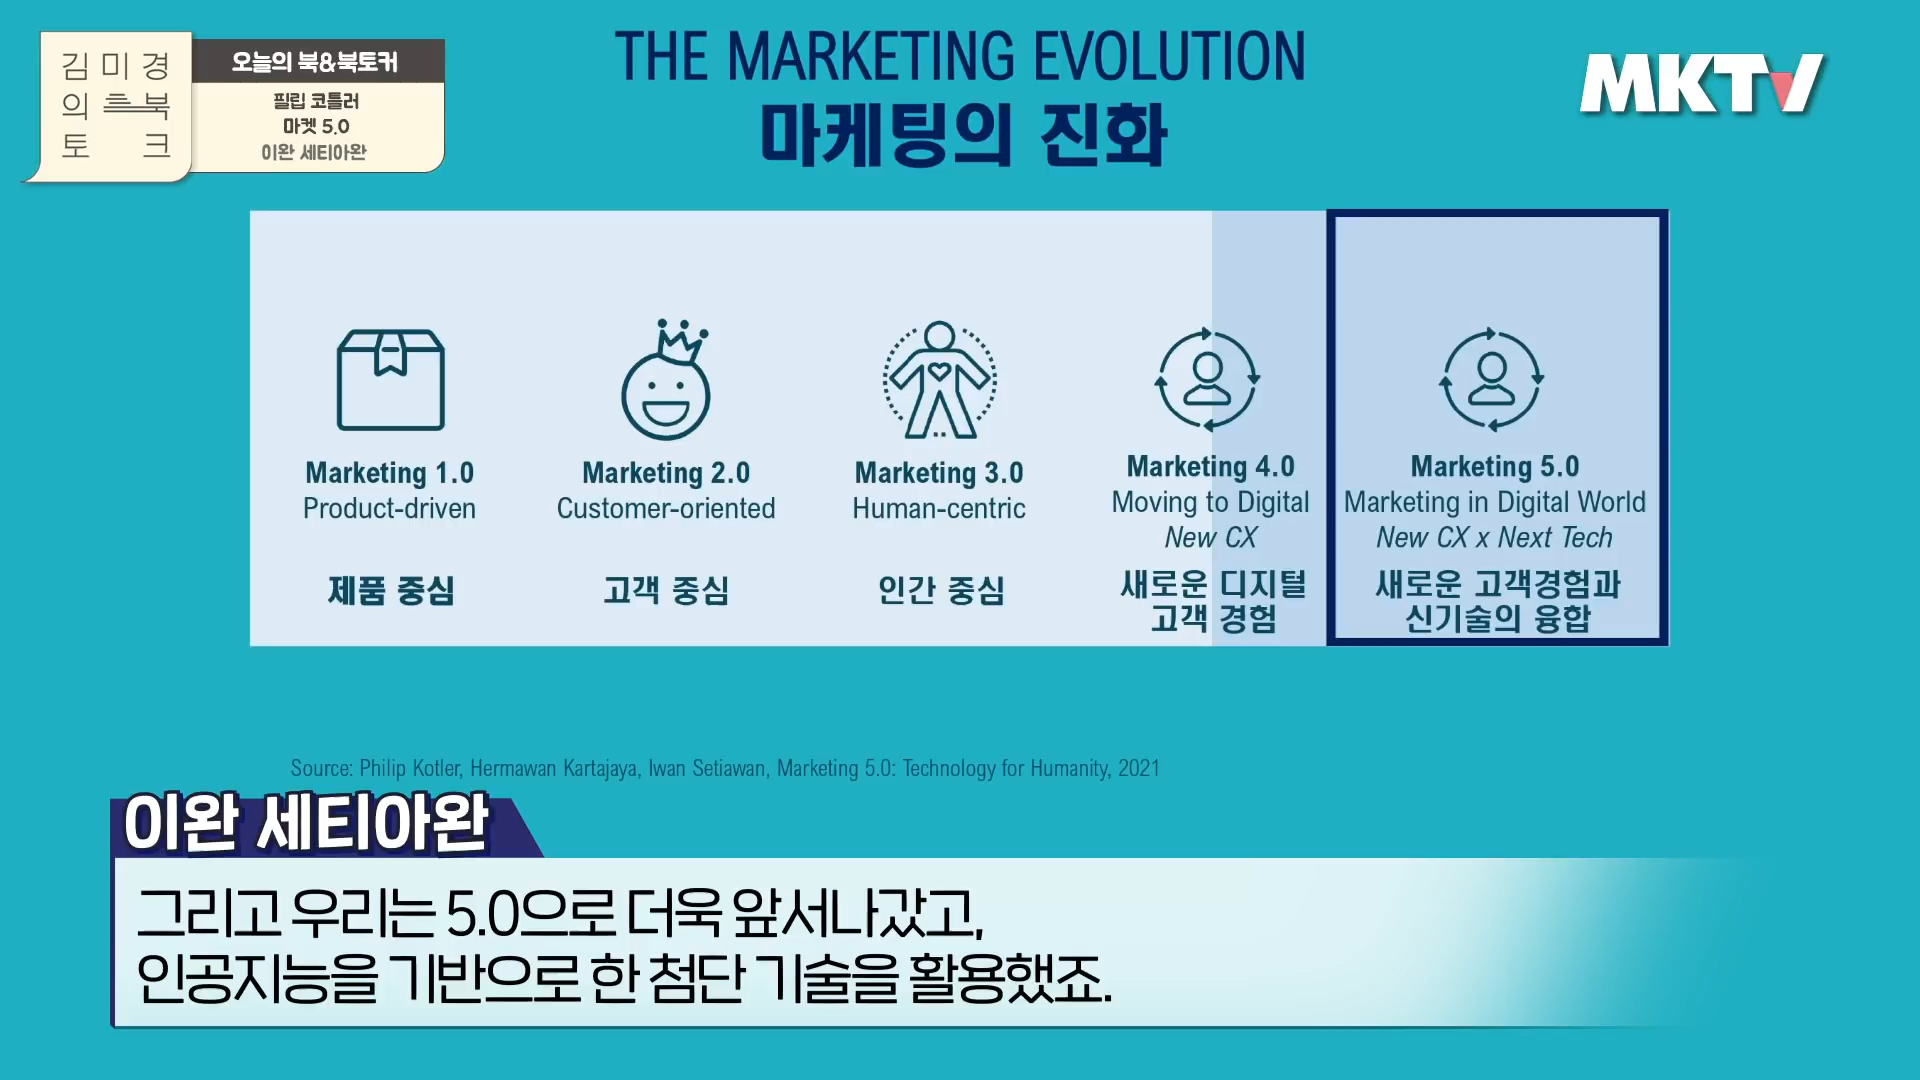 김미경
의 북
토크
오늘의 북&북토커
필립 코틀러
마켓 5.0
이완 세티아완
THE MARKETING EVOLUTION
마케팅의 진화
MKTV
Marketing 1.0
Product-driven
제품 중심
Marketing 2.0
Customer-oriented
고객 중심
Marketing 3.0
Human-centric
인간 중심
Marketing 4.0
Moving to Digital
New CX
새로운 디지털
고객 경험
Marketing 5.0
Marketing in Digital World
New CX x Next Tech
새로운 고객경험과
신기술의 융합
Source: Philip Kotler, Hermawan Kartajaya, Iwan Setiawan, Marketing 5.0: Technology for Humanity, 2021
이완 세티아완
그리고 우리는 5.0으로 더욱 앞서나갔고,
인공지능을 기반으로 한 첨단 기술을 활용했죠.